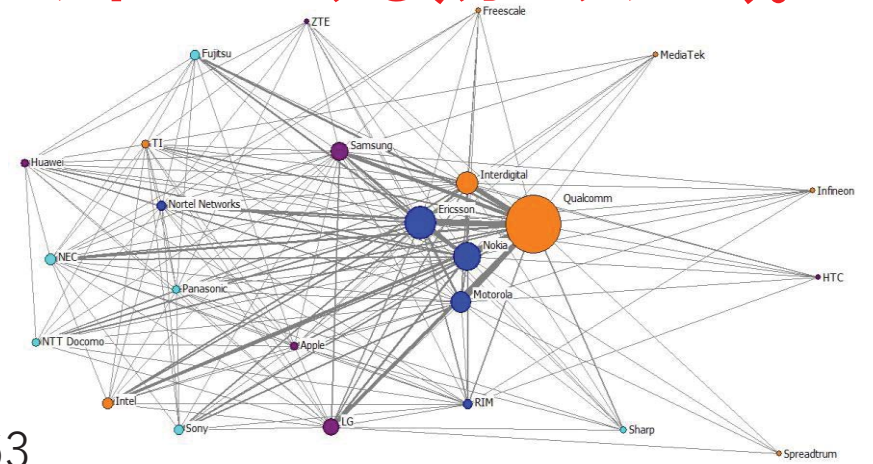 Freescale
ZTE
Fujitsu
MediaTek
TI
Samsung
Huawei
Interdigital
Infineon
Nortel Networks
Qualcomm
Ericsson
Nokia
NEC
HTC
Panasonic
Motorola
NTT Docomo
Apple
Intel
RIM
LG
Sony
Sharp
Spreadtrum